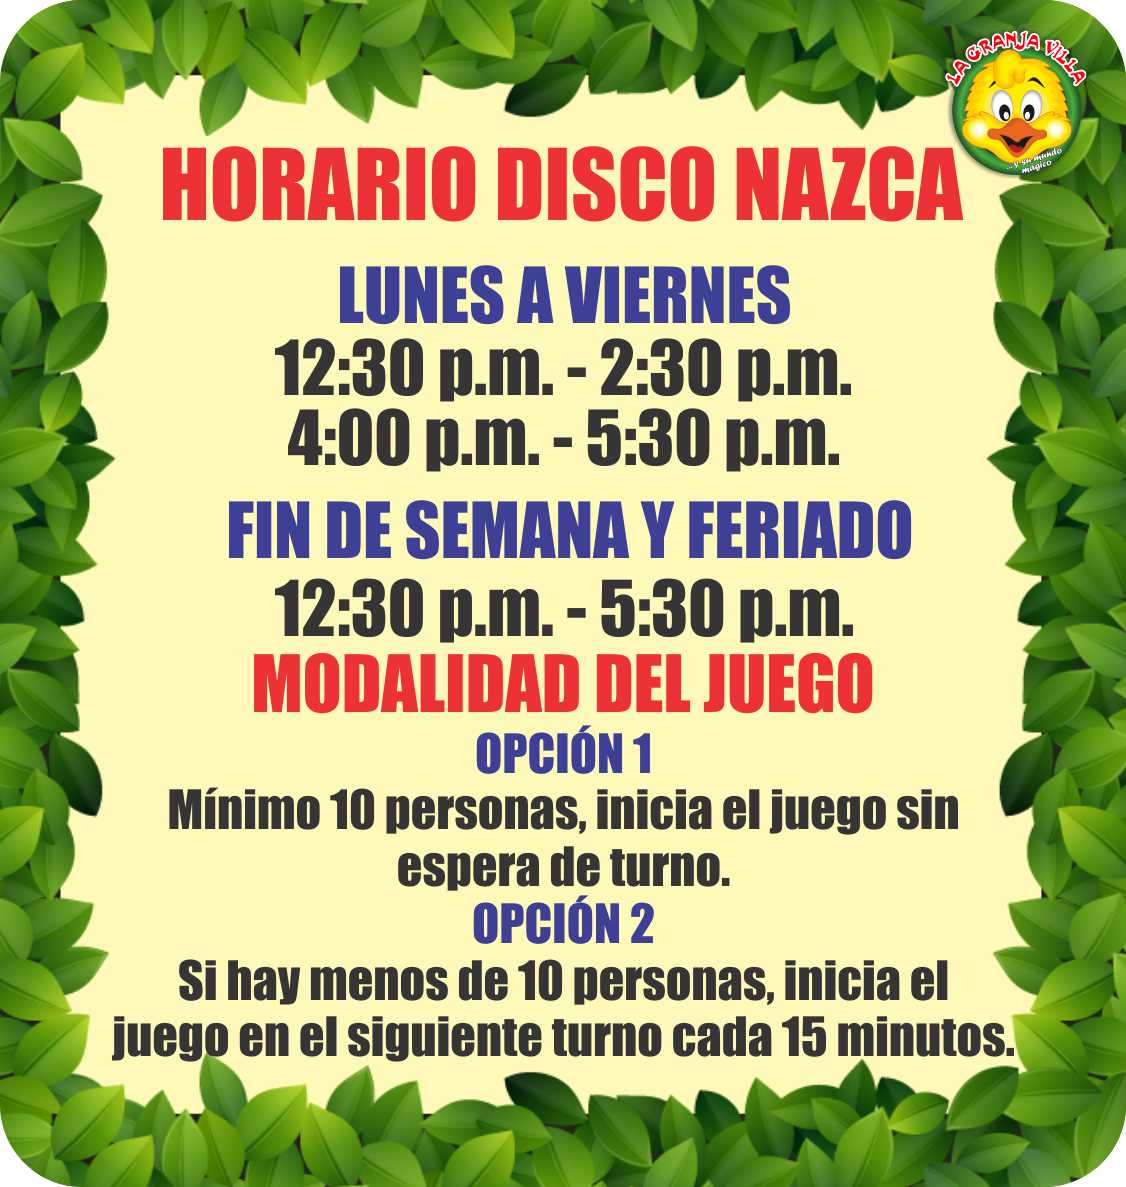 LA GRANJA VILLA
...y su mundo
mágico
HORARIO DISCO NAZCA
LUNES A VIERNES
12:30 p.m. - 2:30 p.m.
4:00 p.m. - 5:30 p.m.
FIN DE SEMANA Y FERIADO
12:30 p.m. - 5:30 p.m.
MODALIDAD DEL JUEGO
OPCIÓN 1
Mínimo 10 personas, inicia el juego sin
espera de turno.
OPCIÓN 2
Si hay menos de 10 personas, inicia el
juego en el siguiente turno cada 15 minutos.